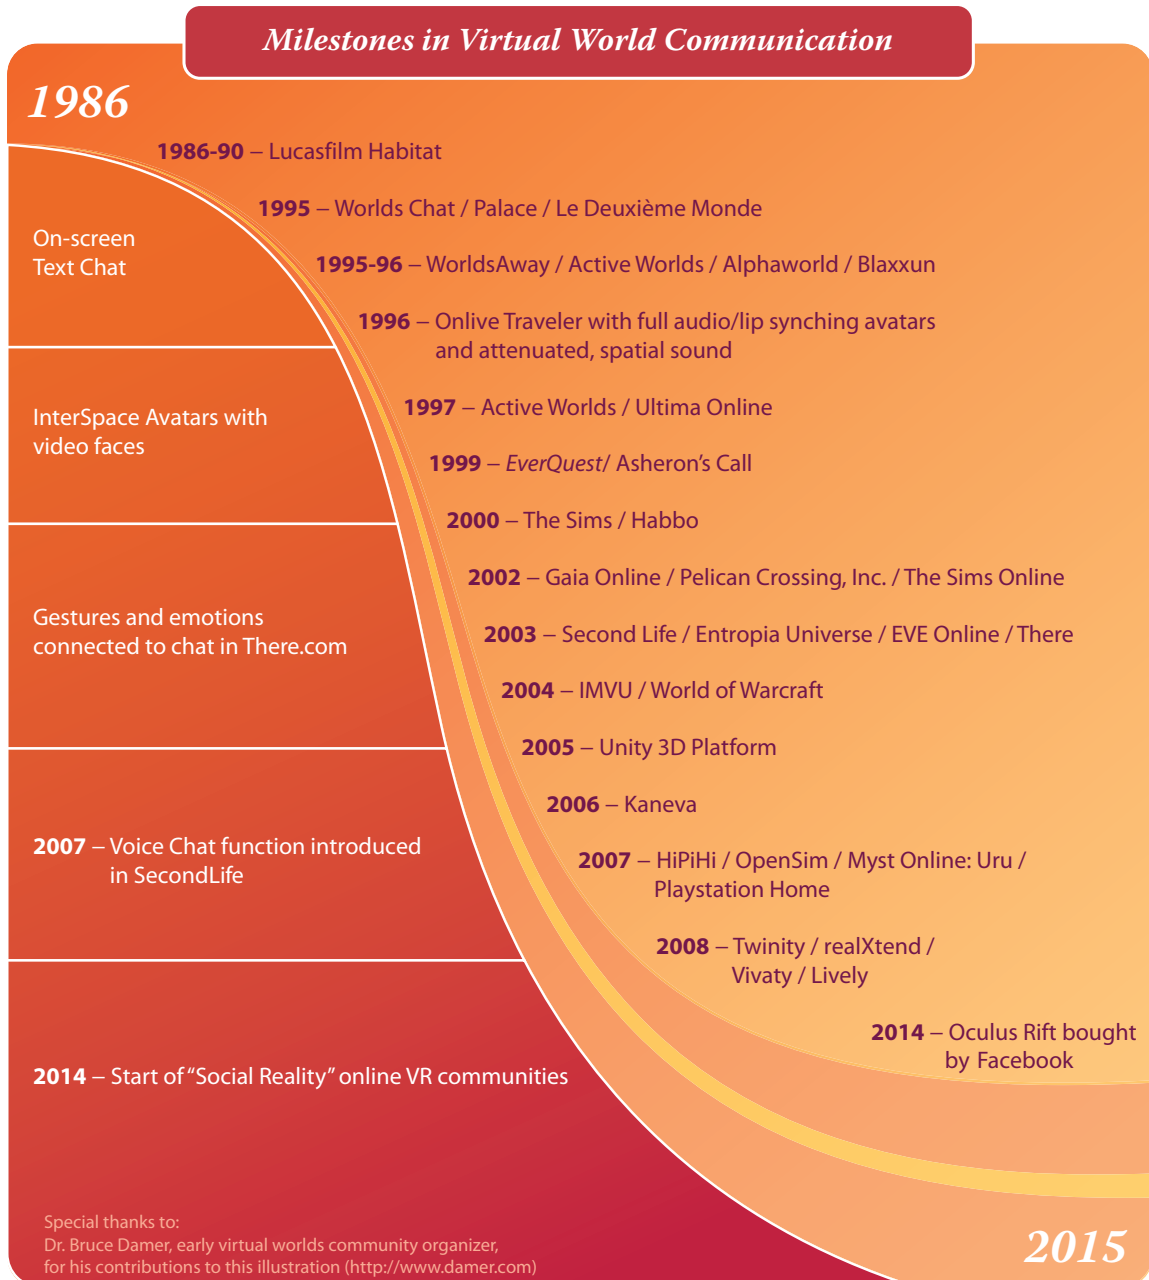 Milestones in Virtual World Communication
1986
1986-90 – Lucasfilm Habitat
1995 – Worlds Chat / Palace / Le Deuxième Monde
1995-96 – WorldsAway / Active Worlds / Alphaworld / Blaxxun
1996 – Onlive Traveler with full audio/lip synching avatars
and attenuated, spatial sound
1997 – Active Worlds / Ultima Online
1999 – EverQuest/ Asheron’s Call
2000 – The Sims / Habbo
2002 – Gaia Online / Pelican Crossing, Inc. / The Sims Online
2003 – Second Life / Entropia Universe / EVE Online / There
2004 – IMVU / World of Warcraft
2005 – Unity 3D Platform
2006 – Kaneva
2007 – HiPiHi / OpenSim / Myst Online: Uru /
Playstation Home
2008 – Twinity / realXtend /
Vivaty / Lively
2014 – Oculus Rift bought
by Facebook
On-screen
Text Chat
InterSpace Avatars with
video faces
Gestures and emotions
connected to chat in There.com
2007 – Voice Chat function introduced
in SecondLife
2014 – Start of “Social Reality” online VR communities
Special thanks to:
Dr. Bruce Damer, early virtual worlds community organizer,
for his contributions to this illustration (http://www.damer.com)
2015